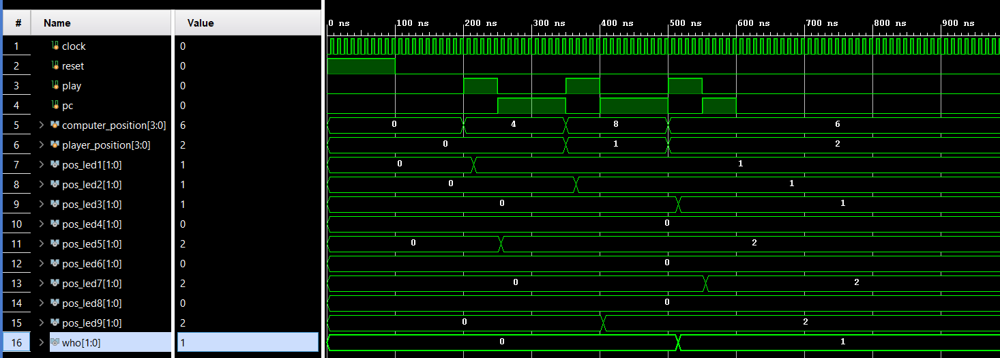 # Name Value 0 ns 100 ns 200 ns 300 ns 400 ns 500 ns 600 ns 700 ns 800 ns 900 ns
1 clock 0
2 reset 0
3 play 0
4 pc 0
5 computer_position[3:0] 6 0 4 8 6
6 player_position[3:0] 2 0 1 2
7 pos_led1[1:0] 1 0 1
8 pos_led2[1:0] 1 0 1
9 pos_led3[1:0] 1 0 1
10 pos_led4[1:0] 0 0
11 pos_led5[1:0] 2 0 2
12 pos_led6[1:0] 0 0
13 pos_led7[1:0] 2 0 2
14 pos_led8[1:0] 0 0
15 pos_led9[1:0] 2 0 2
16 who[1:0] 1 0 1